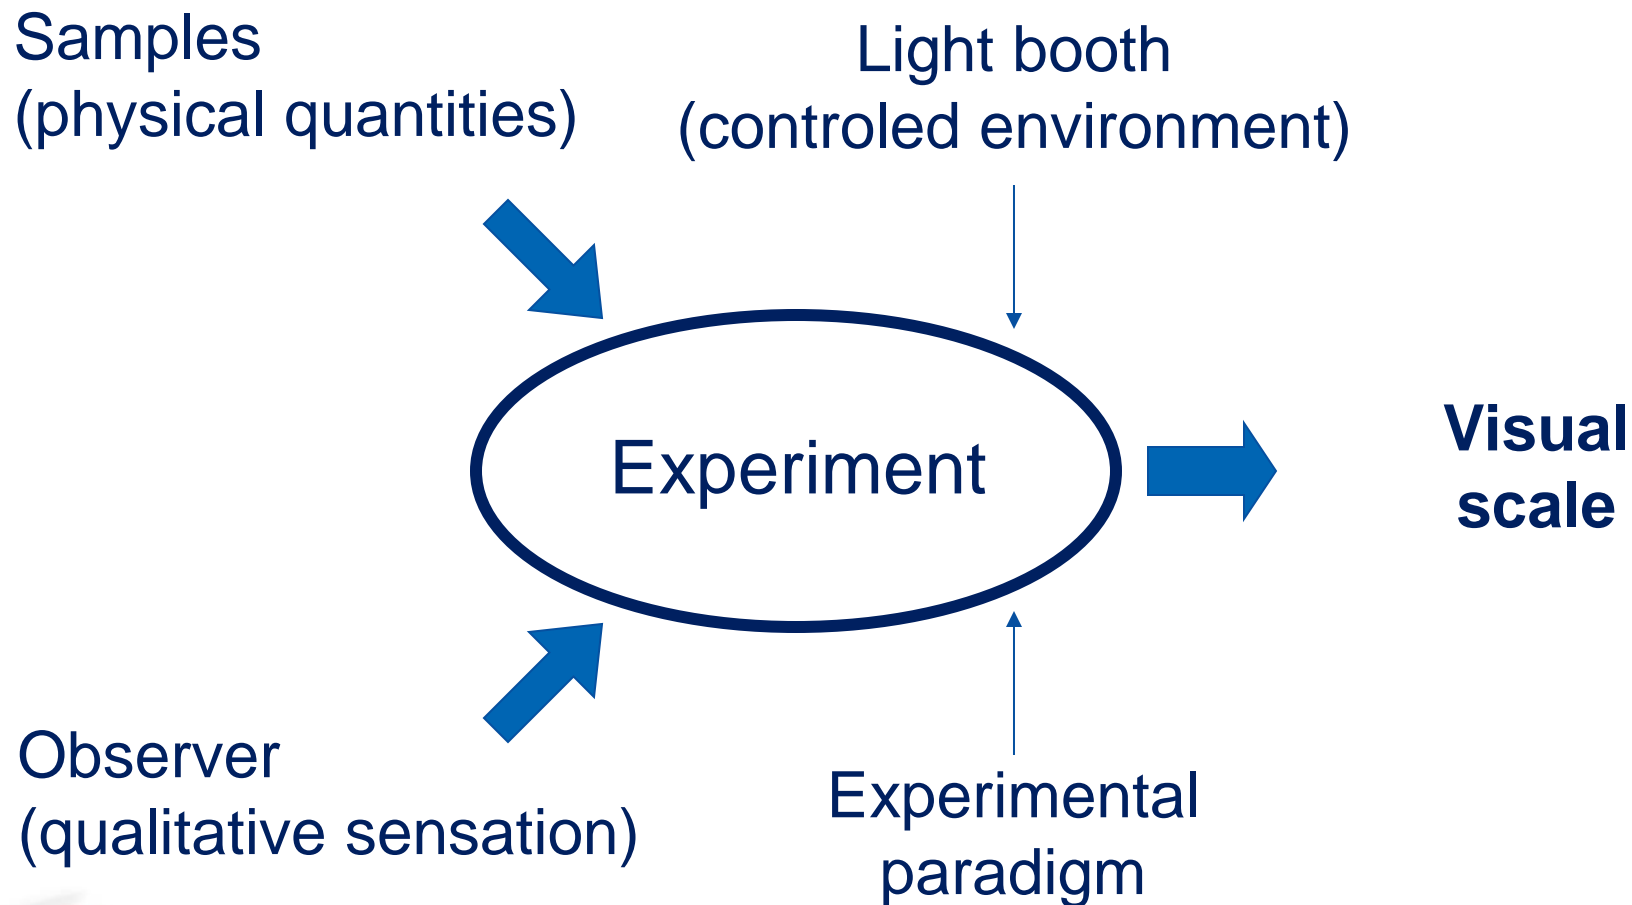 Samples
(physical quantities)
Light booth
(controled environment)
Experiment
Visual
scale
Observer
(qualitative sensation)
Experimental
paradigm